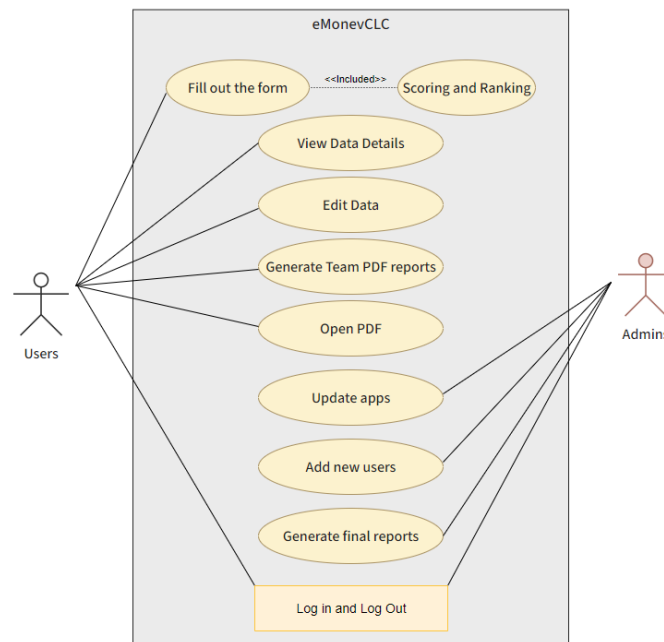 eMonevCLC
Fill out the form
<<Included>>
Scoring and Ranking
View Data Details
Edit Data
Generate Team PDF reports
Open PDF
Users
Admins
Update apps
Add new users
Generate final reports
Log in and Log Out